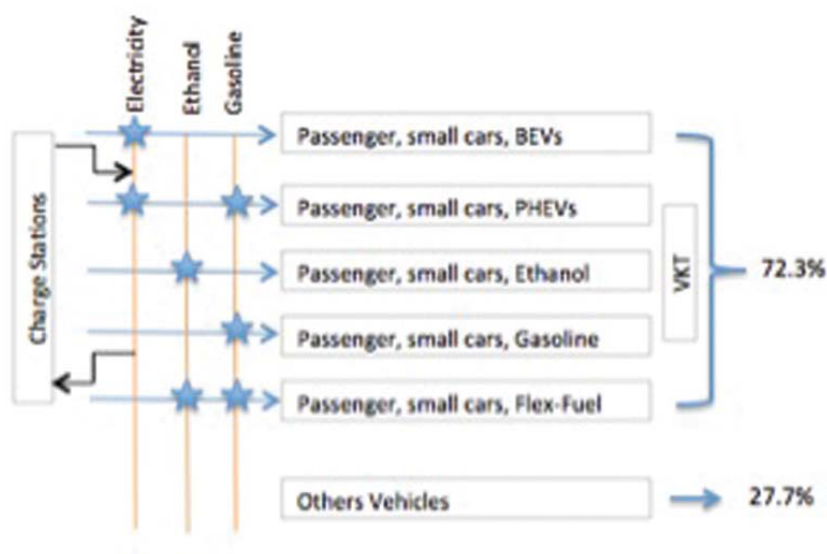 Electricity
Ethanol
Gasoline
Charge Stations
Passenger, small cars, BEVs
Passenger, small cars, PHEVs
Passenger, small cars, Ethanol
Passenger, small cars, Gasoline
Passenger, small cars, Flex-Fuel
VKT
72.3%
Others Vehicles
27.7%